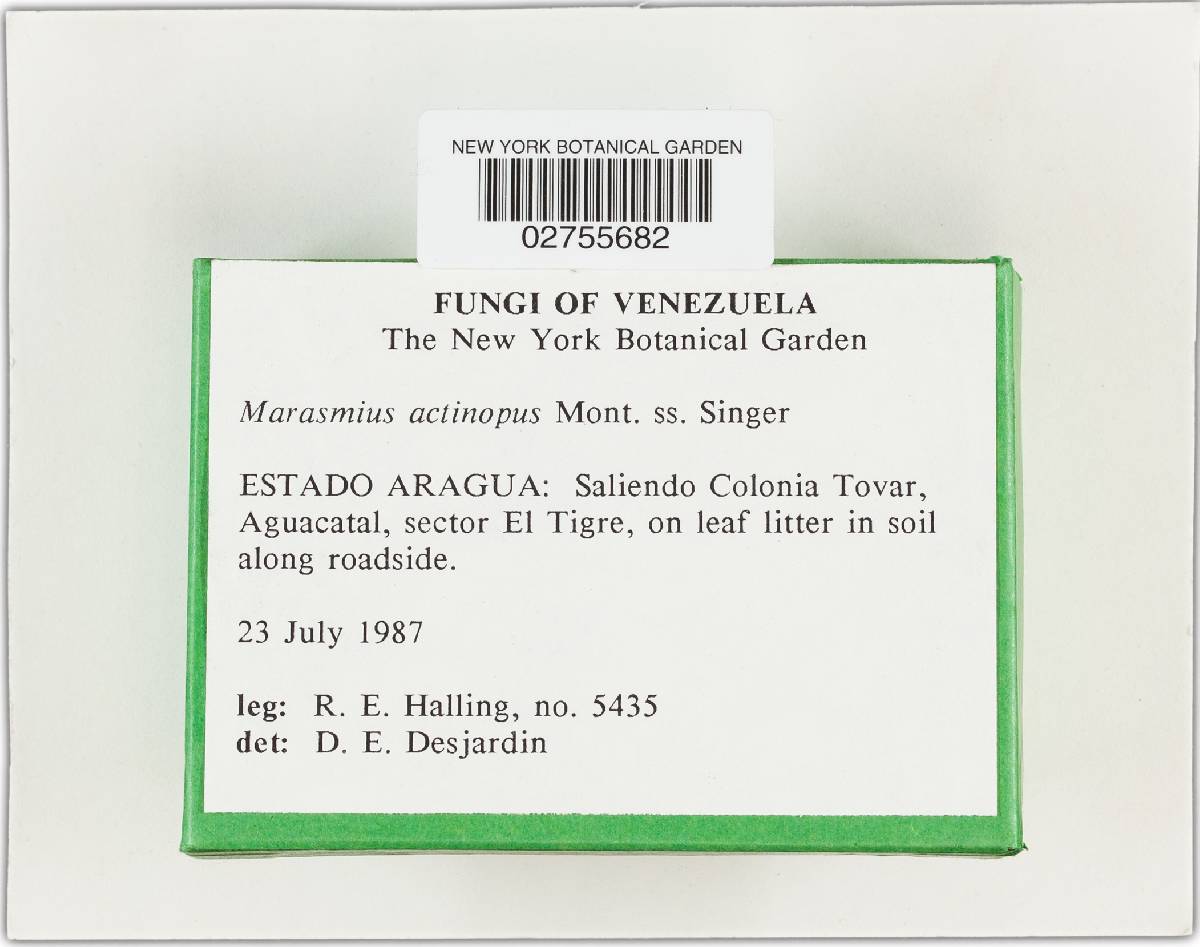 NEW YORK BOTANICAL GARDEN
02755682
FUNGI OF VENEZUELA
The New York Botanical Garden
Marasmius actinopus Mont. ss. Singer
ESTADO ARAGUA: Saliendo Colonia Tovar,
Aguacatal, sector El Tigre, on leaf litter in soil
along roadside.
23 July 1987
leg: R. E. Halling, no. 5435
det: D. E. Desjardin